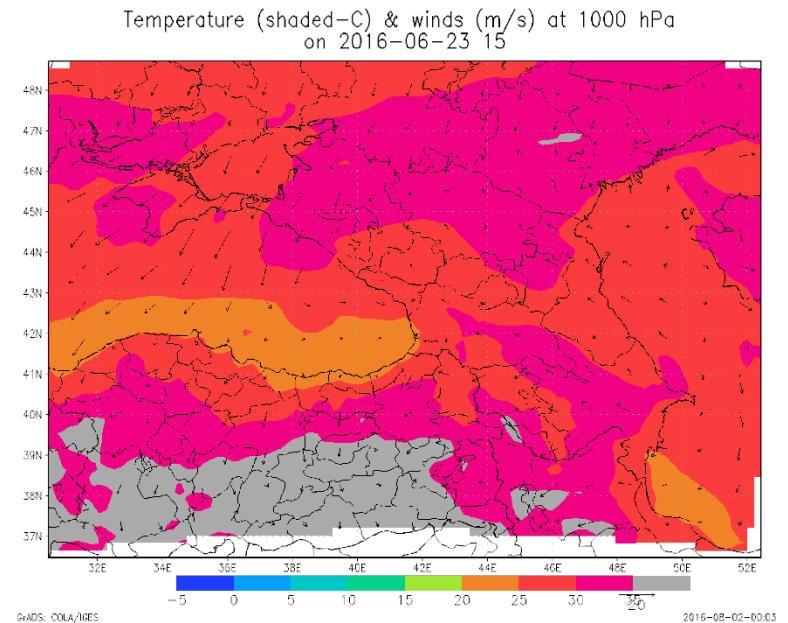 Temperature (shaded-C) & winds (m/s) at 1000 hPa
on 2016-06-23 15
48N
47N
46N
45N
44N
43N
42N
41N
40N
39N
38N
37N
32E 34E 36E 38E 40E 42E 44E 46E 48E 50E 52E
-5 0 5 10 15 20 25 30 35
20
GrADS: COLA/IGES 2016-08-02-00:03